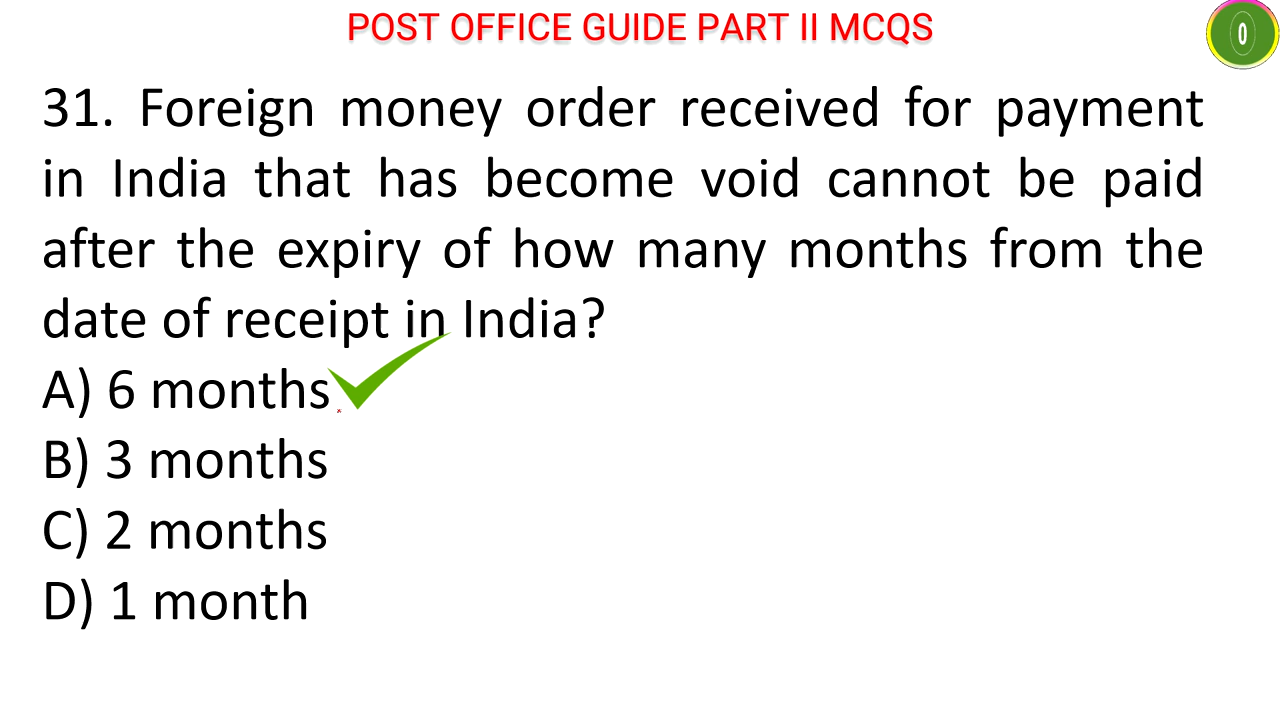 POST OFFICE GUIDE PART II MCQS
0
31. Foreign money order received for payment
in India that has become void cannot be paid
after the expiry of how many months from the
date of receipt in India?
A) 6 months
B) 3 months
C) 2 months
D) 1 month